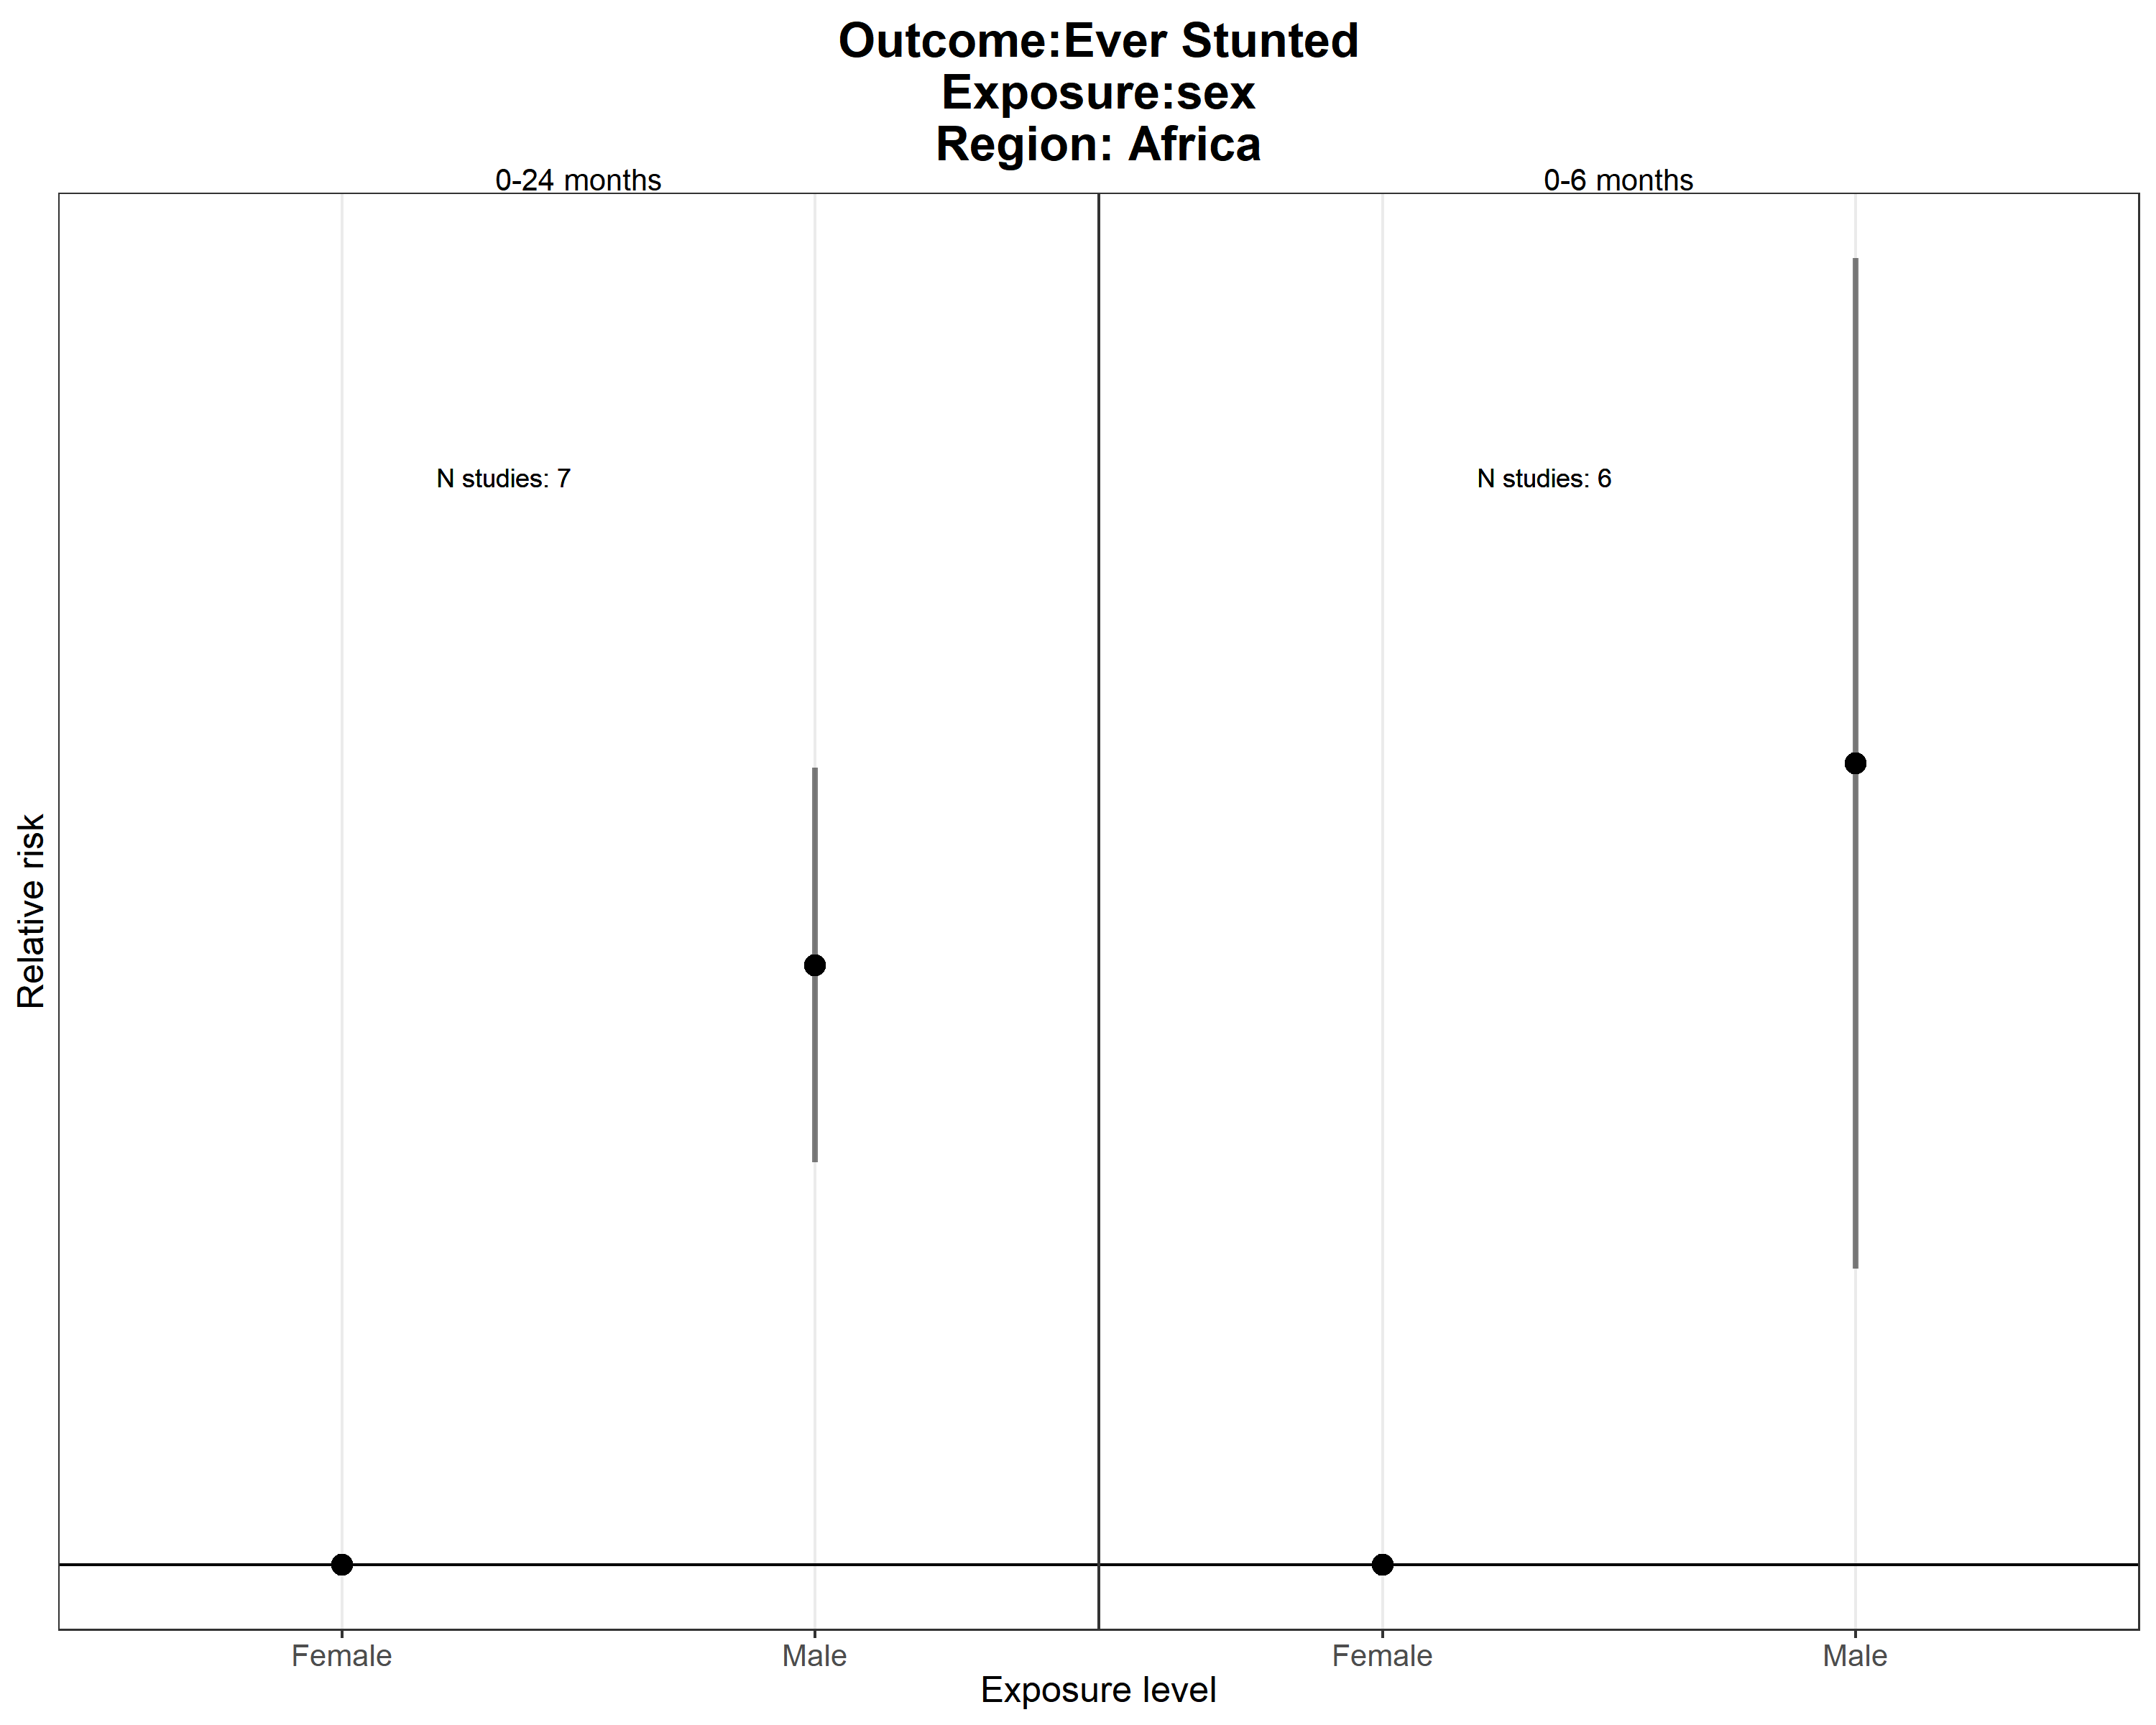 Outcome:Ever Stunted
Exposure:sex
Region: Africa
0-24 months
0-6 months
N studies: 7
N studies: 6
Relative risk
Female
Male
Female
Male
Exposure level